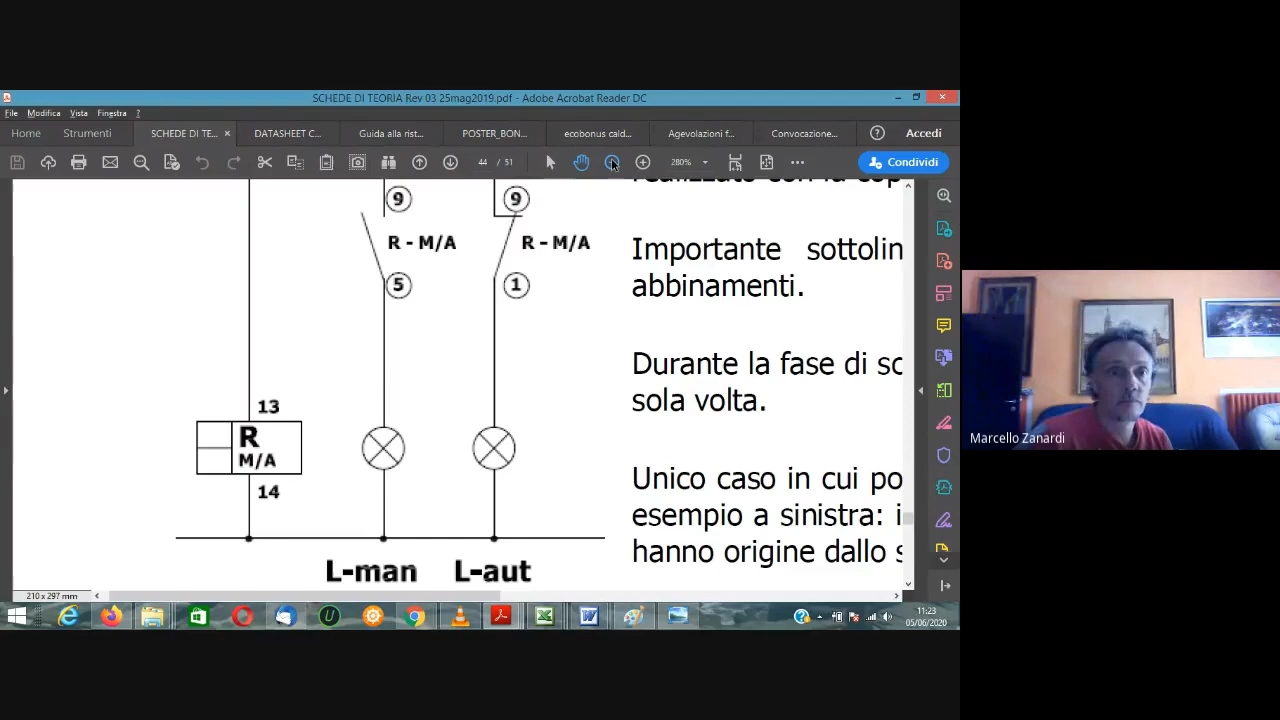 SCHEDE DI TEORIA Rev 03 25mag2019.pdf - Adobe Acrobat Reader DC
File Modifica Vista Finestra ?
Home Strumenti SCHEDE DI TE... × DATASHEET C... Guida alla rist... POSTER_BON... ecobonus cald... Agevolazioni f... Convocazione... Accedi
44 / 51 280% Condividi
9 9
R - M/A R - M/A
5 1
13
R
M/A
14
L-man L-aut
Importante sottolin
abbinamenti.
Durante la fase di sc
sola volta.
Unico caso in cui po
esempio a sinistra: i
hanno origine dallo s
210 x 297 mm
11:23
05/06/2020
Marcello Zanardi